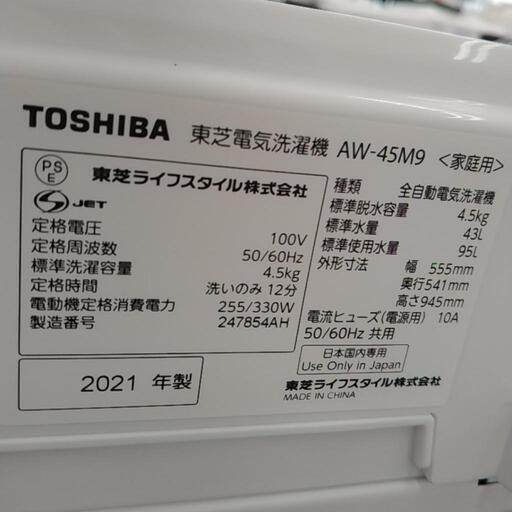 TOSHIBA 東芝電気洗濯機 AW-45M9 <家庭用>
PS
E
東芝ライフスタイル株式会社
S JET
定格電圧 100V
定格周波数 50/60Hz
標準洗濯容量 4.5kg
定格時間 洗いのみ 12分
電動機定格消費電力 255/330W
製造番号 247854AH
2021 年製
種類 全自動電気洗濯機
標準脱水容量 4.5kg
標準水量 43L
標準使用水量 95L
外形寸法 幅 555mm
奥行541mm
高さ945mm
電流ヒューズ(電源用) 10A
50/60Hz 共用
日本国内専用
Use Only in Japan
東芝ライフスタイル株式会社
MADE IN CHINA